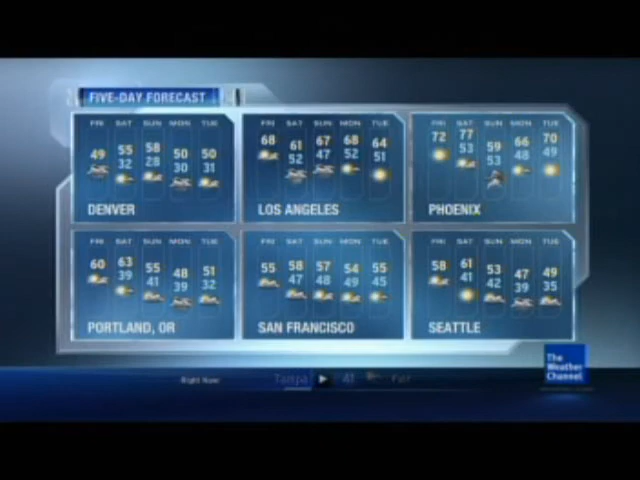 FIVE-DAY FORECAST
FRI SAT SUN MON TUE
49 55 58 50 50
32 28 30 31
DENVER
FRI SAT SUN MON TUE
68 61 67 68 64
52 47 52 51
LOS ANGELES
FRI SAT SUN MON TUE
72 77 59 66 70
53 53 48 49
PHOENIX
FRI SAT SUN MON TUE
60 63 55 48 51
39 41 39 32
PORTLAND, OR
FRI SAT SUN MON TUE
55 58 57 54 55
47 48 49 45
SAN FRANCISCO
FRI SAT SUN MON TUE
58 61 53 47 49
41 42 39 35
SEATTLE
The
Weather
Channel
Right Now Tampa